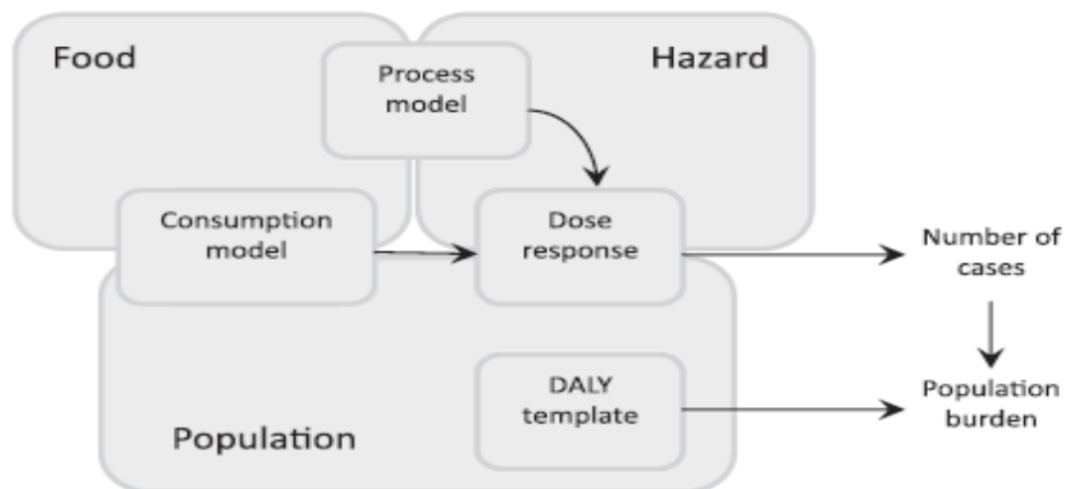 Food
Hazard
Process
model
Consumption
model
Dose
response
Number of
cases
DALY
template
Population
burden
Population